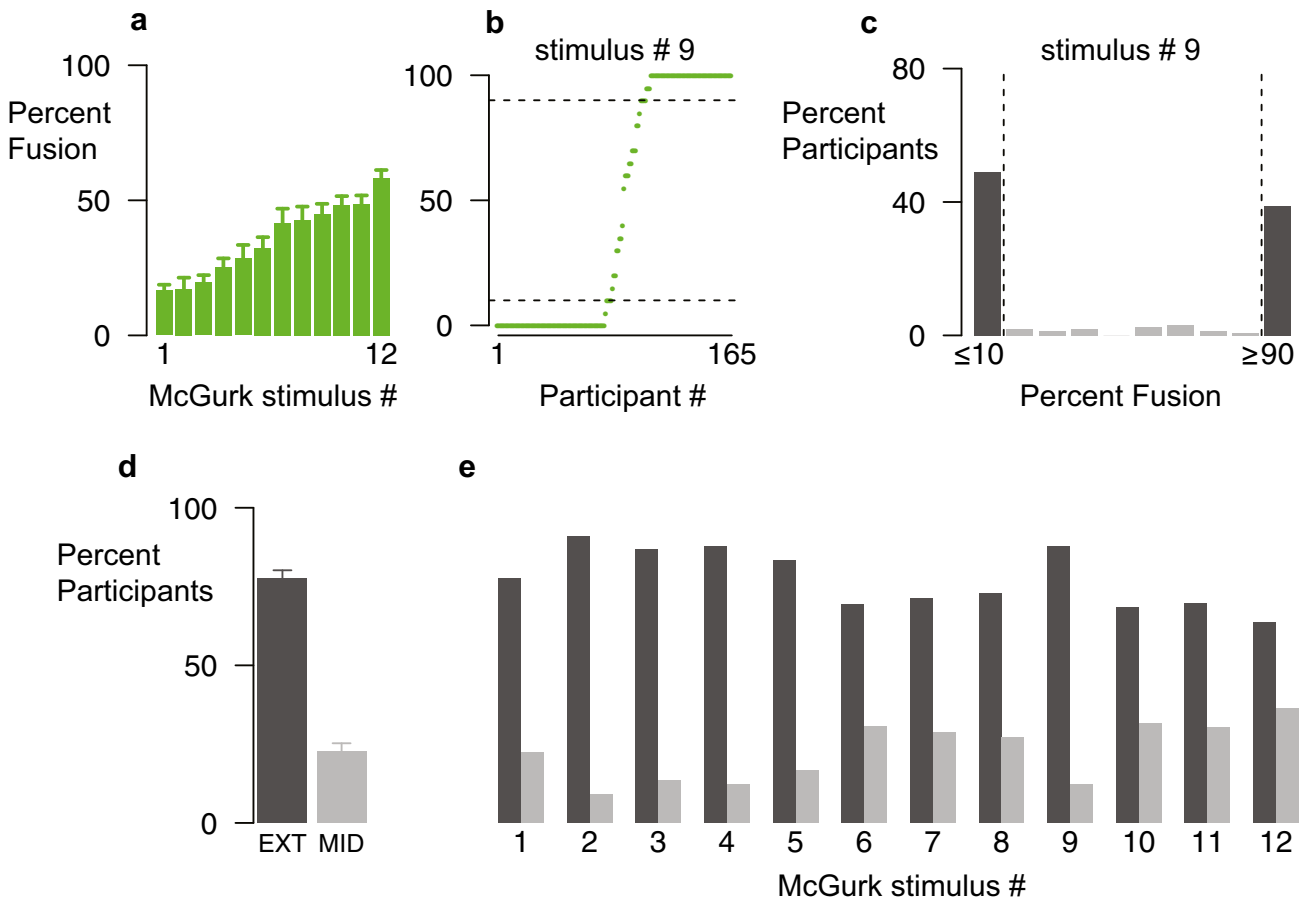 a
100
Percent
Fusion
50
0
1 12
McGurk stimulus #
b
stimulus # 9
100
50
0
1 165
Participant #
c
stimulus # 9
80
Percent
Participants
40
0
≤10 ≥90
Percent Fusion
d
100
Percent
Participants
50
0
EXT MID
e
1 2 3 4 5 6 7 8 9 10 11 12
McGurk stimulus #